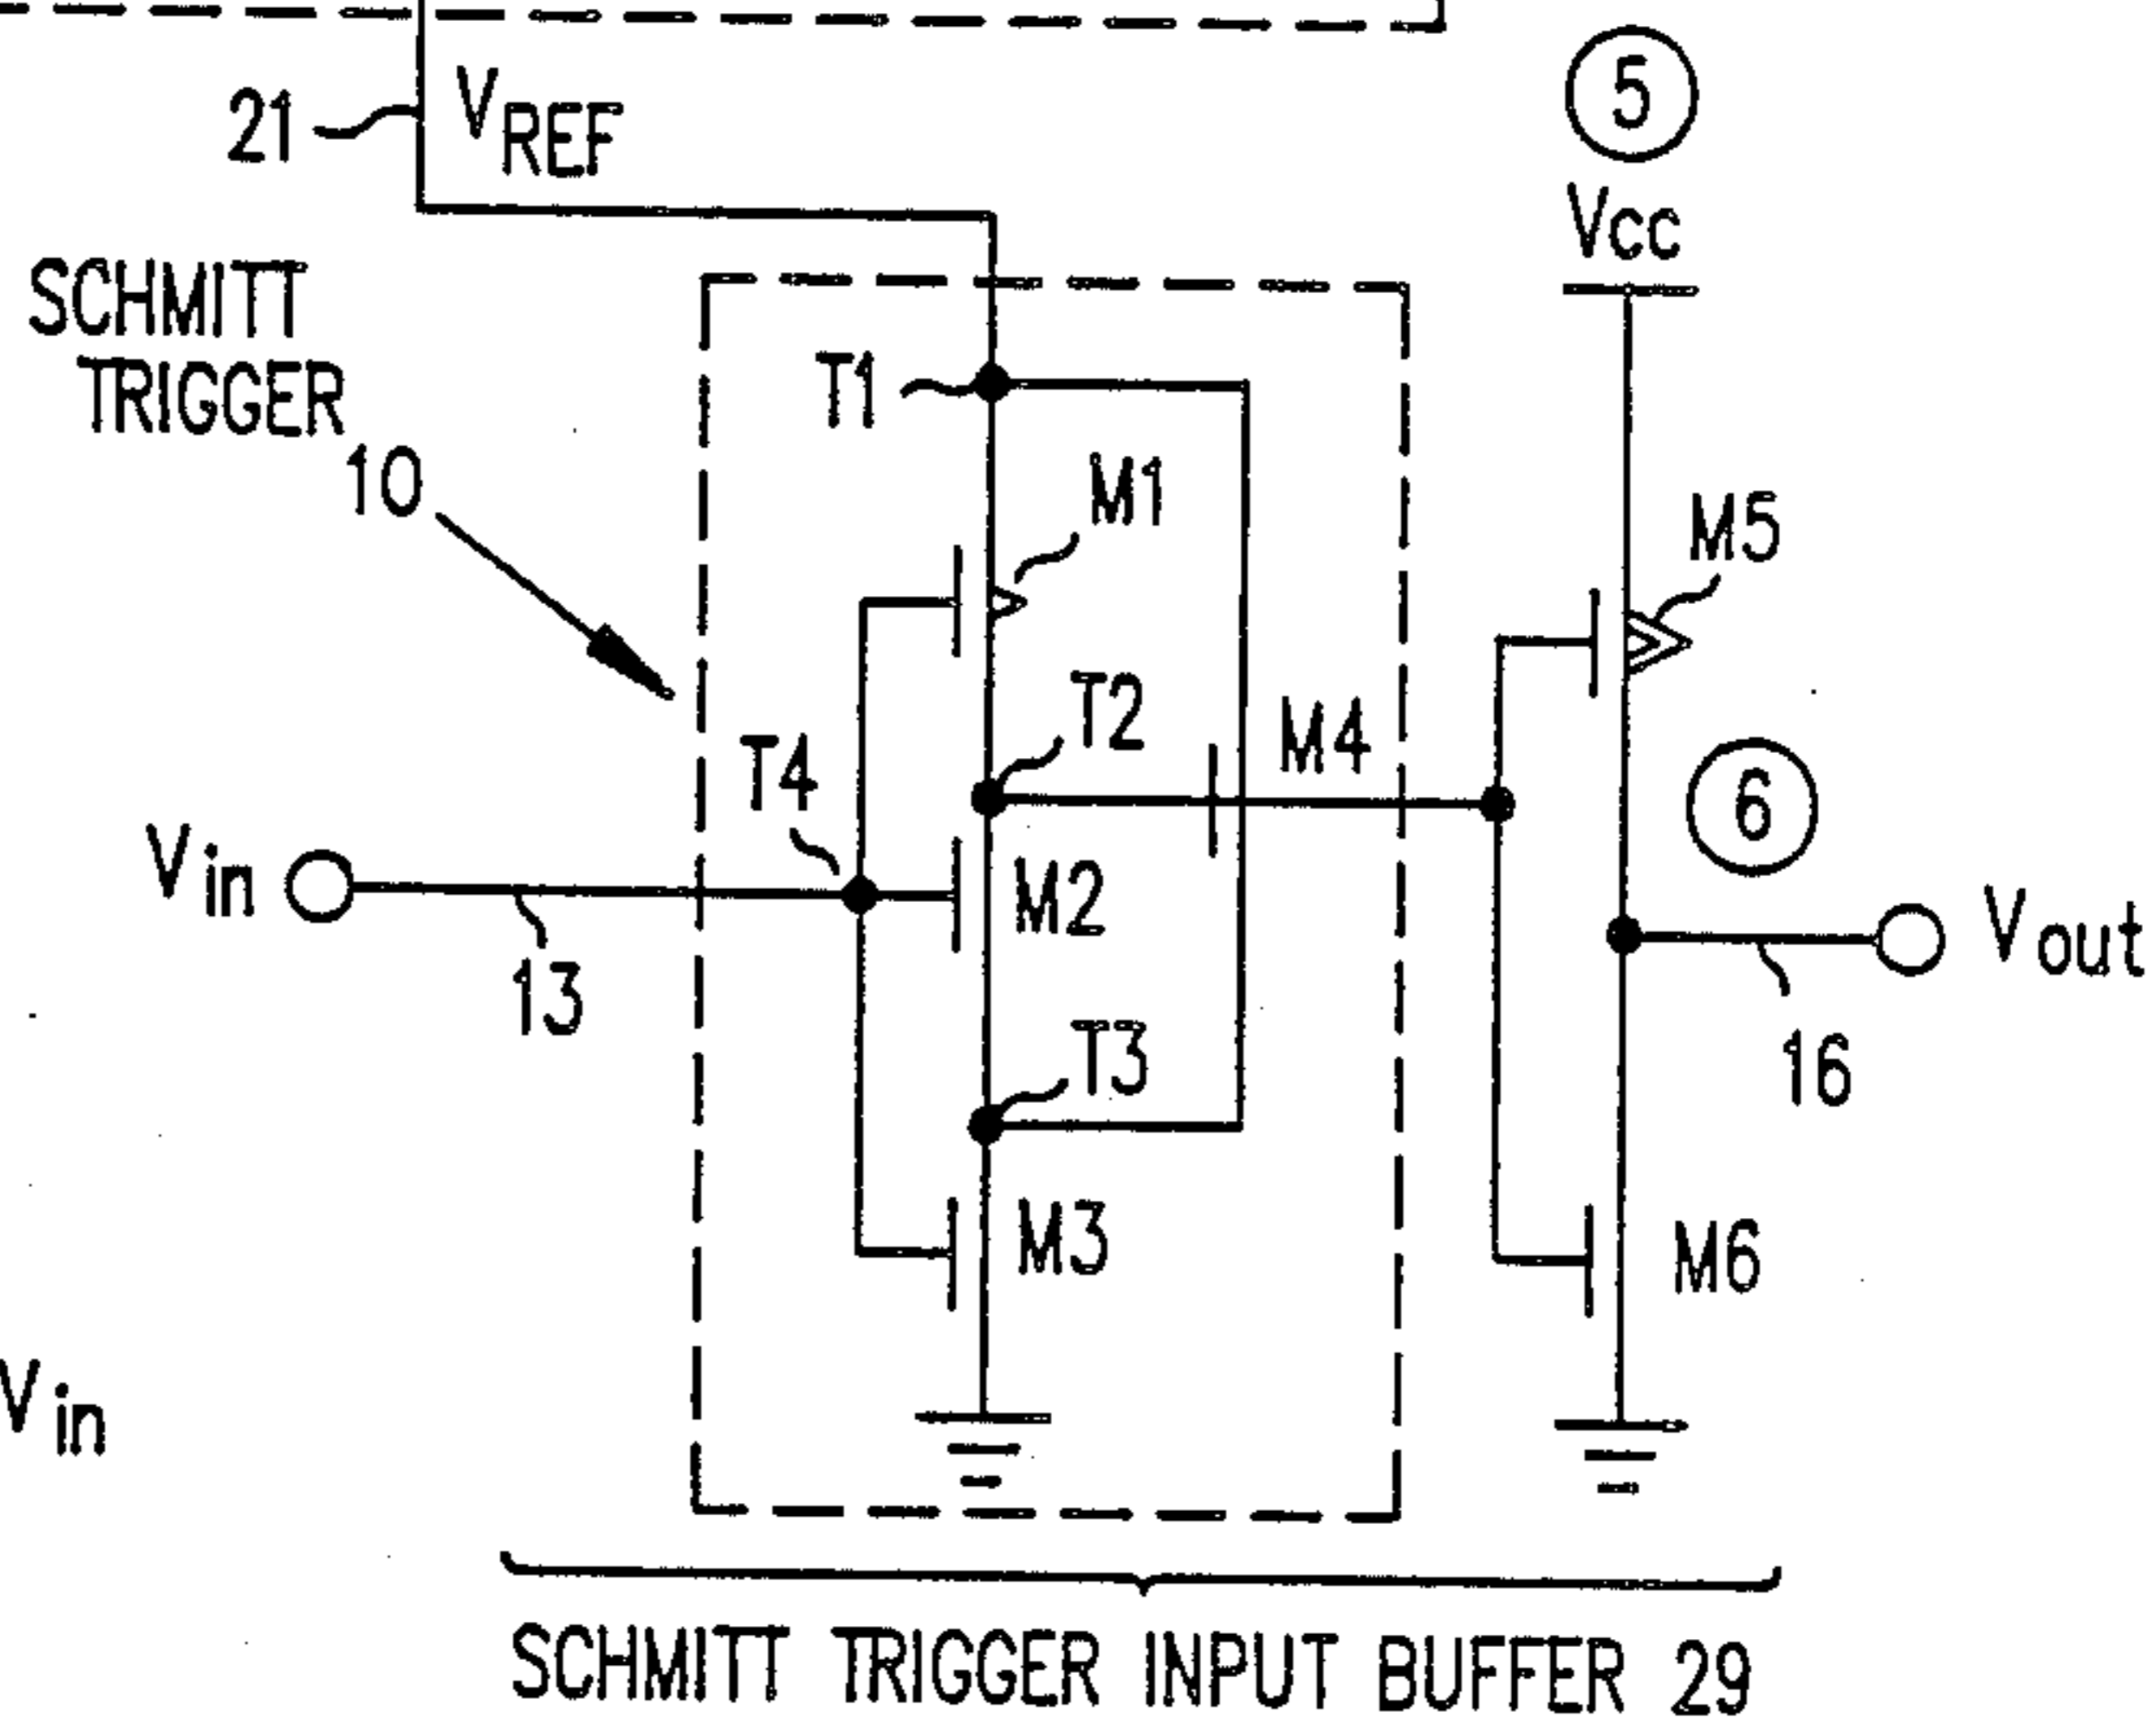 5
21
VREF
Vcc
SCHMITT
TRIGGER
10
T1
M1
M5
T2
M4
T4
6
Vin
M2
Vout
13
T3
16
M3
M6
Vin
SCHMITT TRIGGER INPUT BUFFER 29